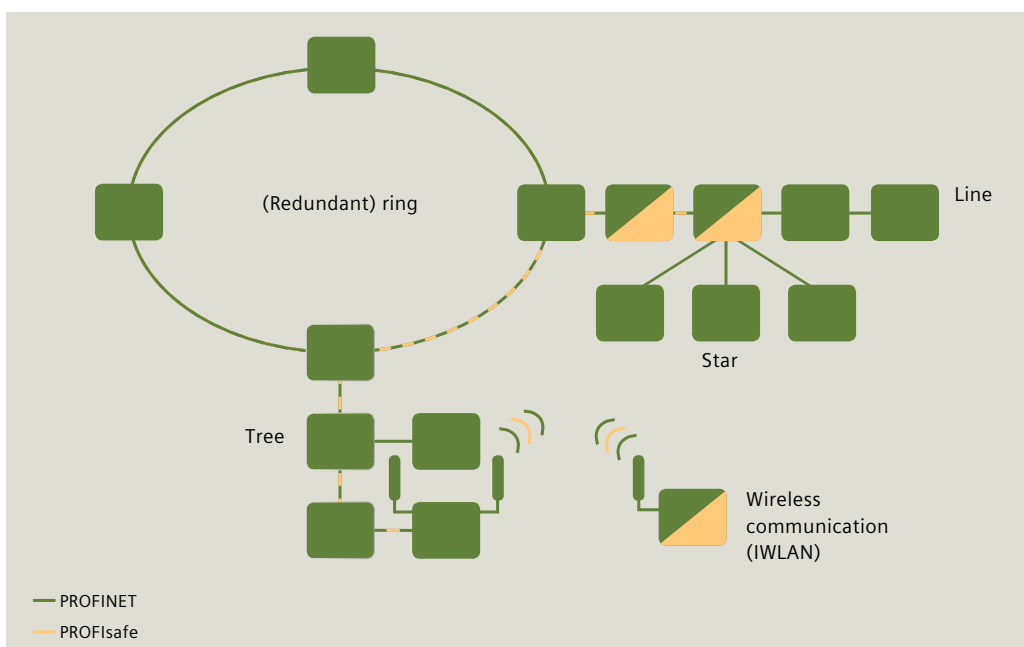 (Redundant) ring
Line
Star
Tree
Wireless
communication
(IWLAN)
PROFINET
PROFIsafe